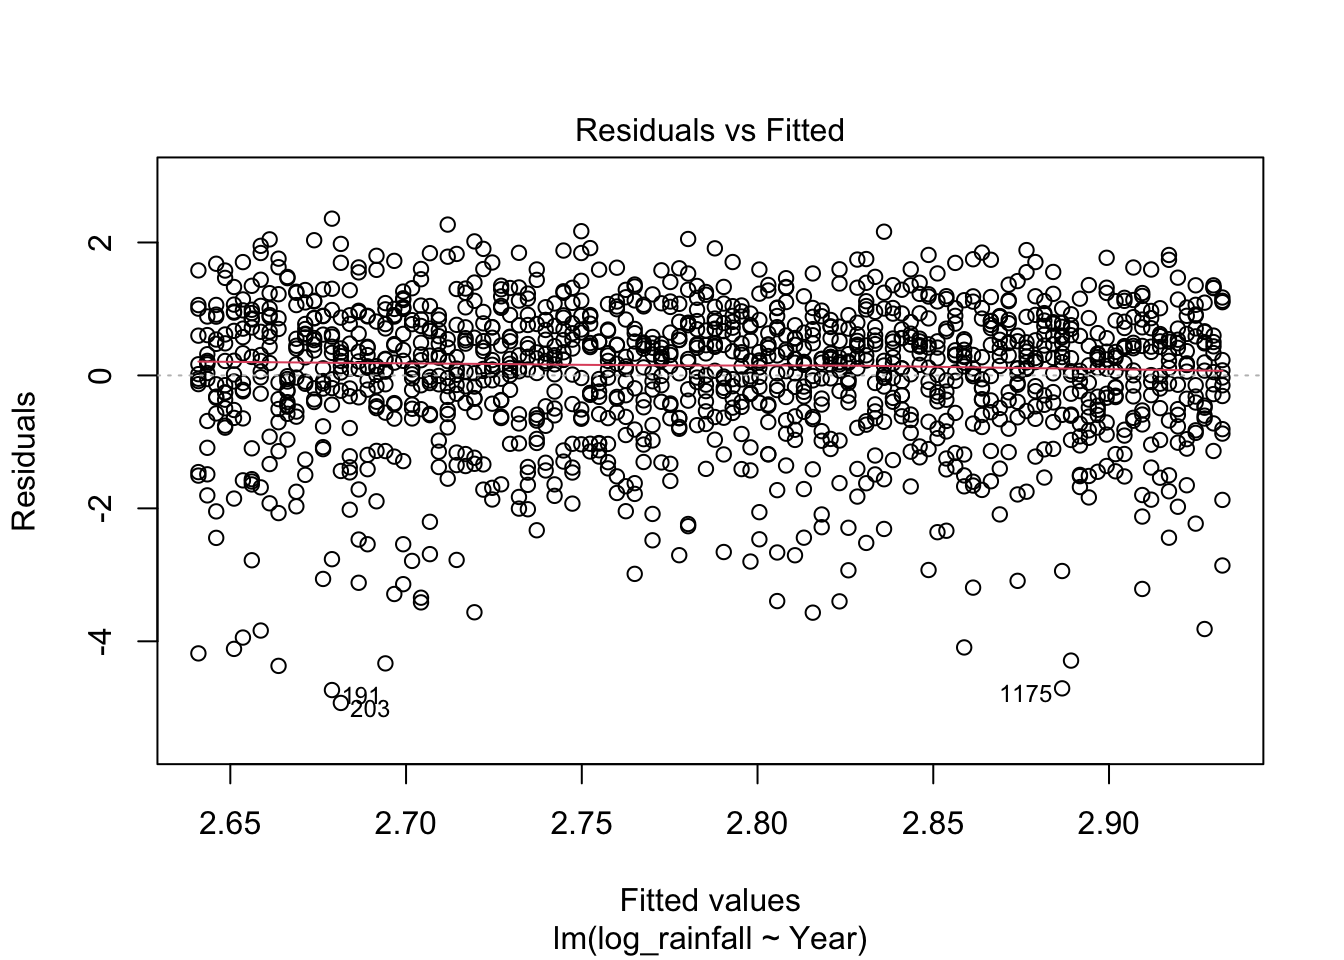 Residuals vs Fitted
Residuals
2
0
-2
-4
191
203
1175
2.65 2.70 2.75 2.80 2.85 2.90
Fitted values
lm(log_rainfall ~ Year)